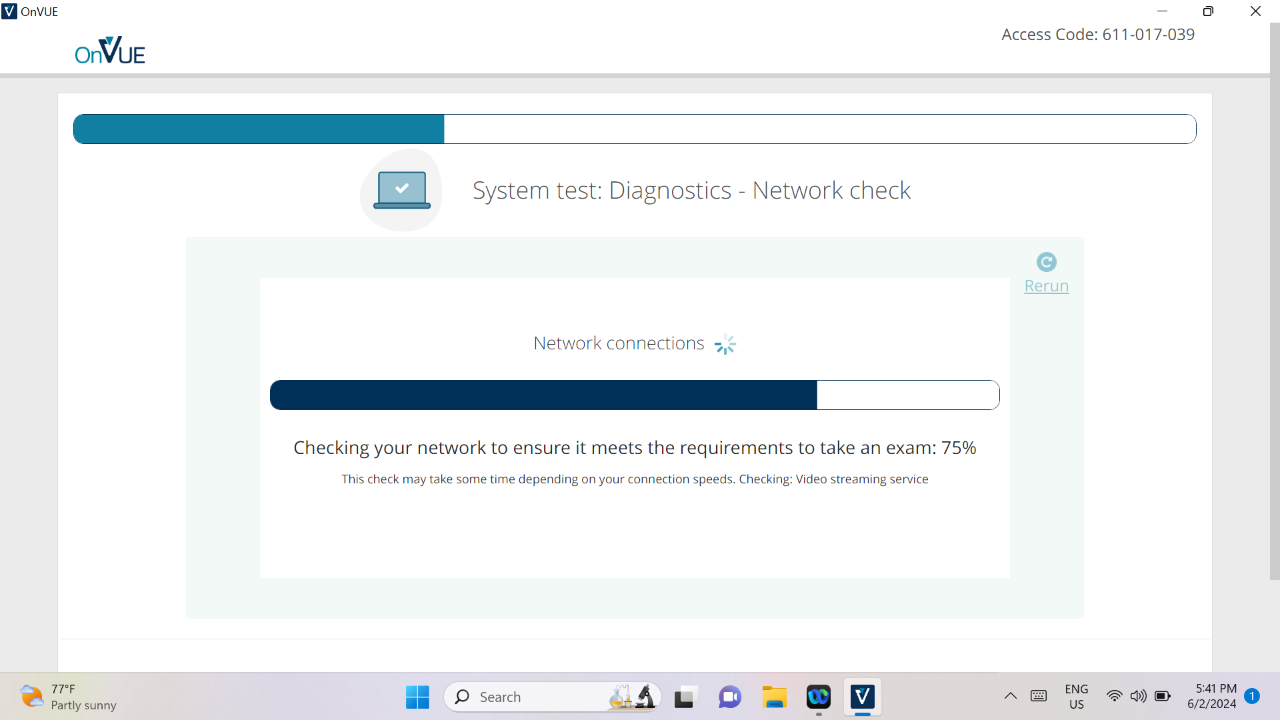 OnVUE
OnVUE
Access Code: 611-017-039
System test: Diagnostics - Network check
Rerun
Network connections
Checking your network to ensure it meets the requirements to take an exam: 75%
This check may take some time depending on your connection speeds. Checking: Video streaming service
77°F
Partly sunny
Search
ENG
US
5:41 PM
6/2/2024
1